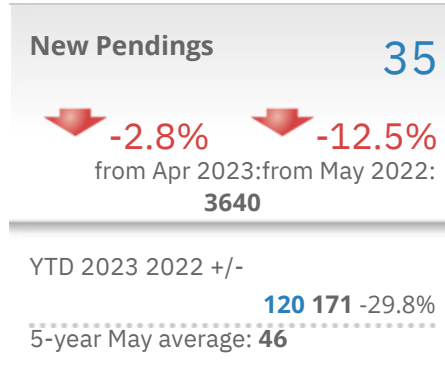 New Pendings
35
-2.8% -12.5%
from Apr 2023:from May 2022:
3640
YTD 2023 2022 +/-
120 171 -29.8%
5-year May average: 46